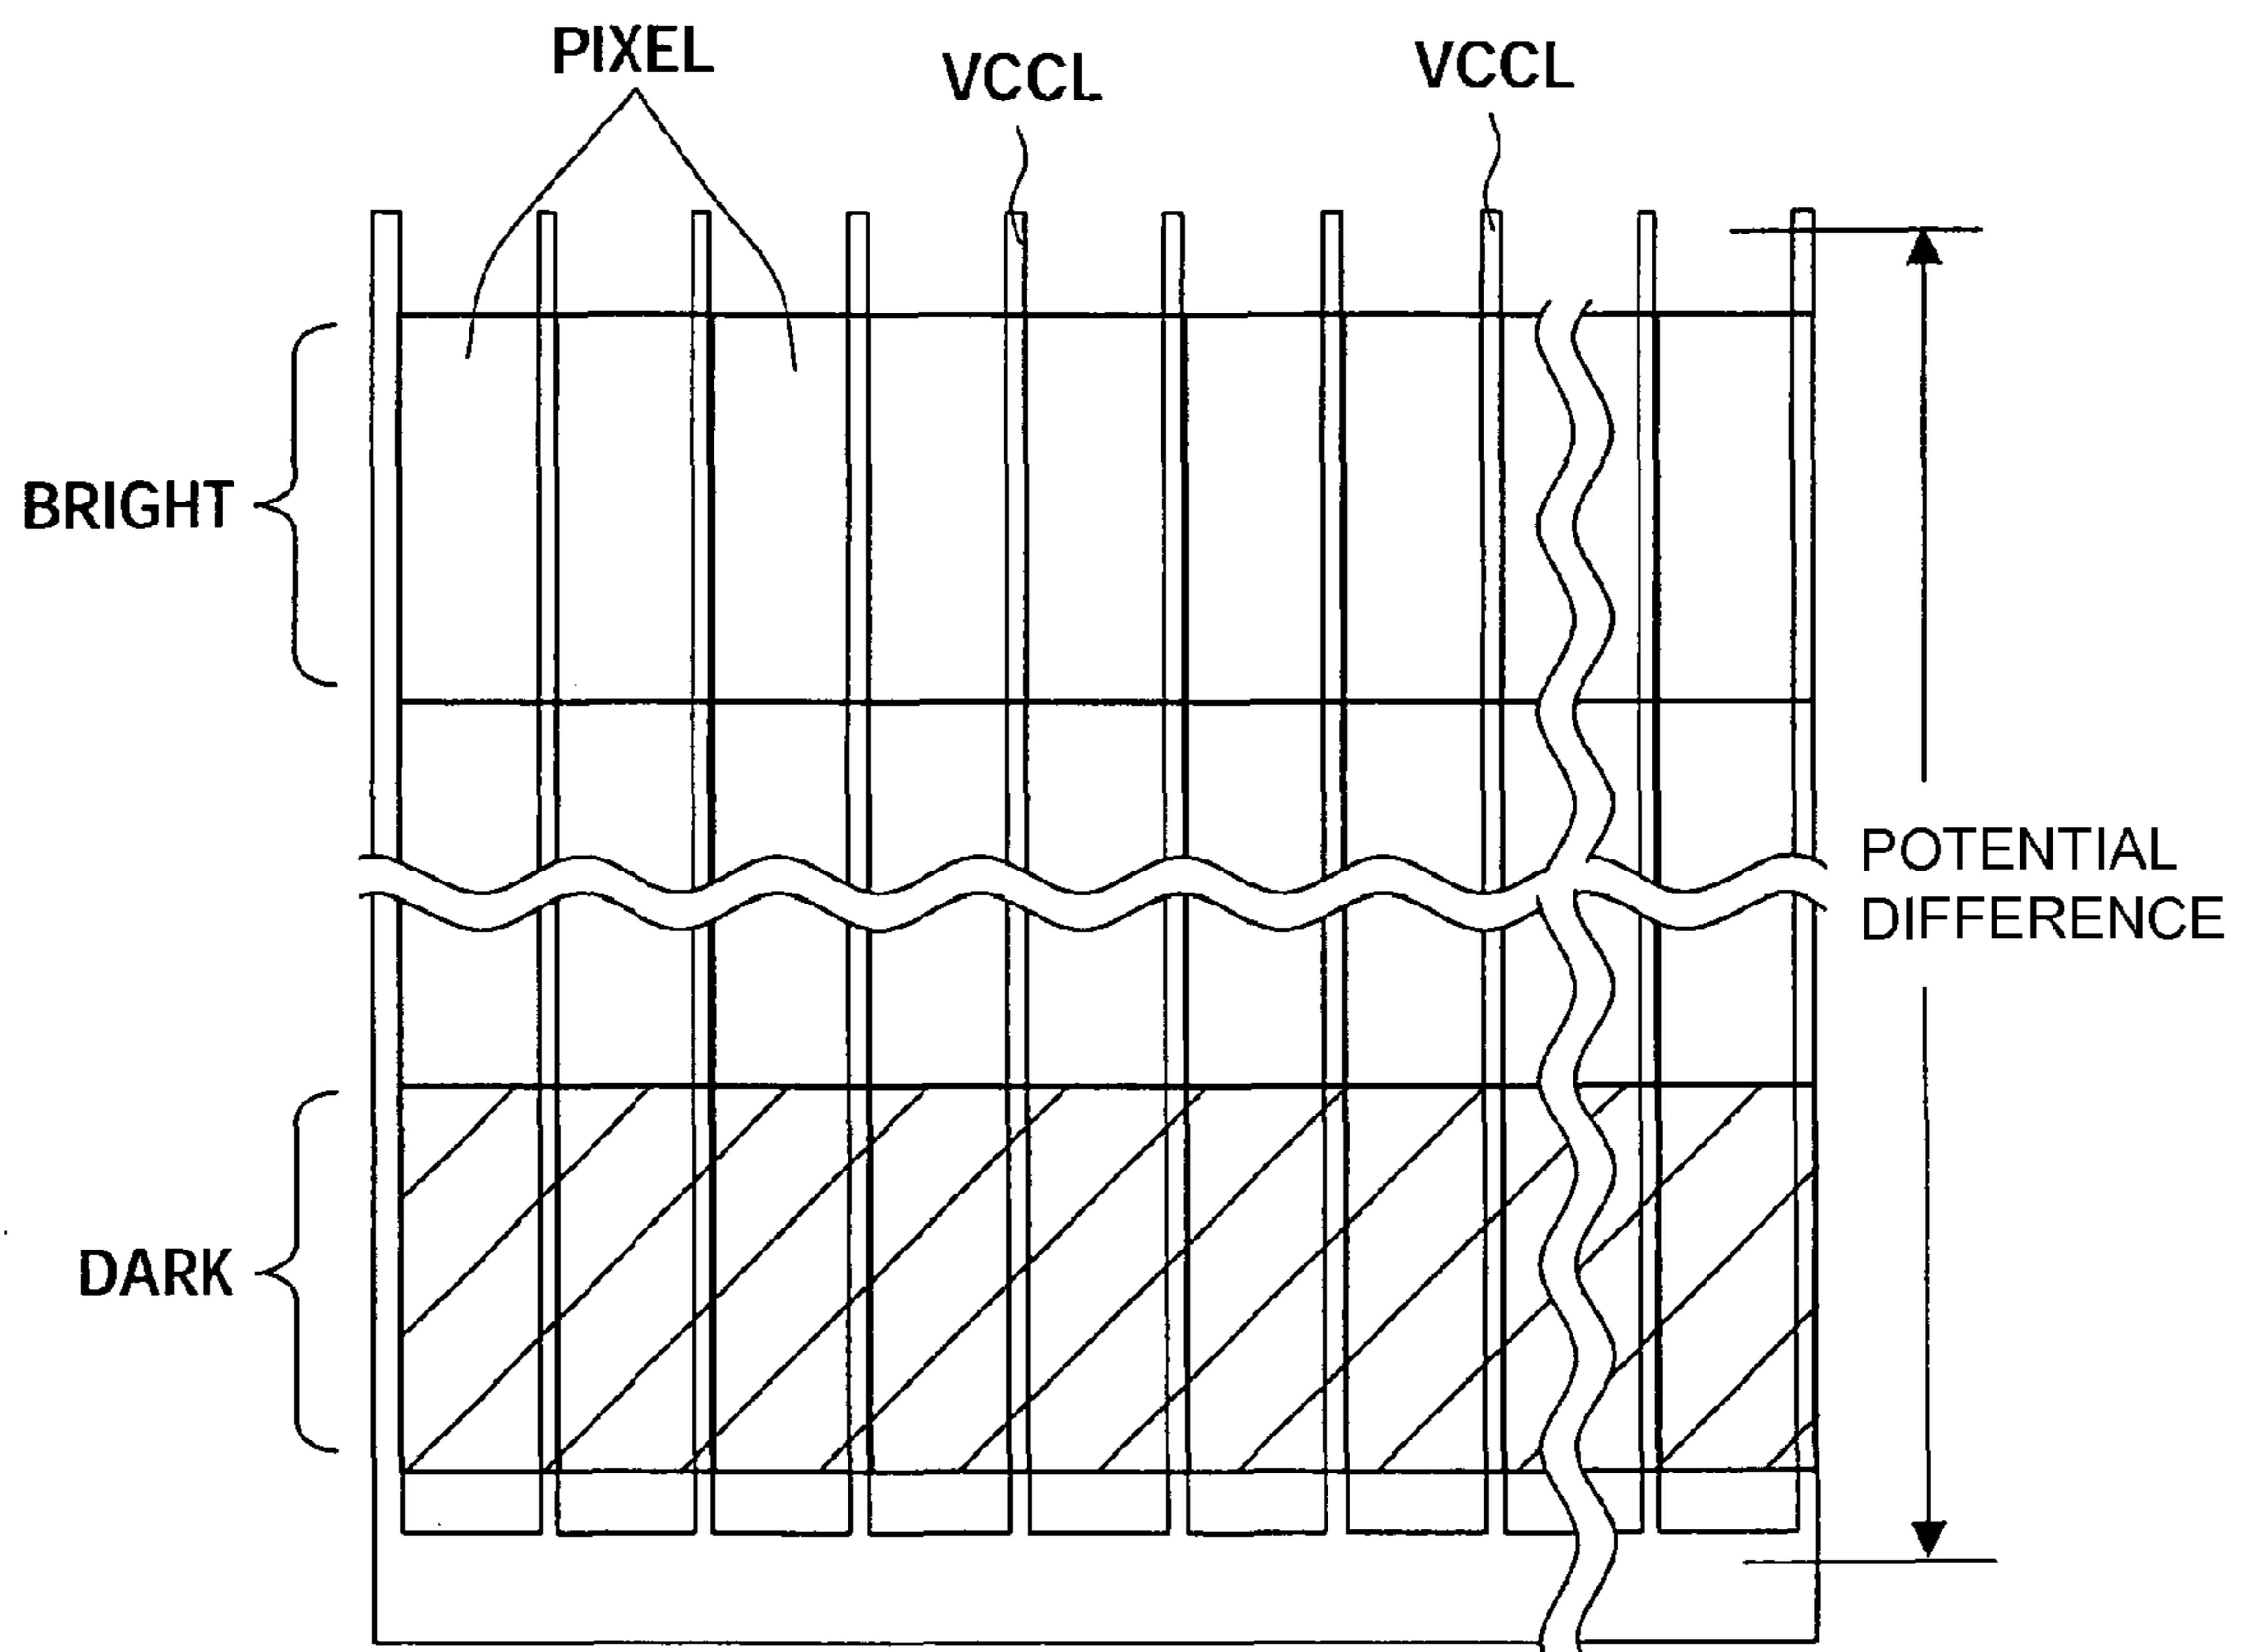 PIXEL
VCCL
VCCL
BRIGHT
POTENTIAL
DIFFERENCE
DARK